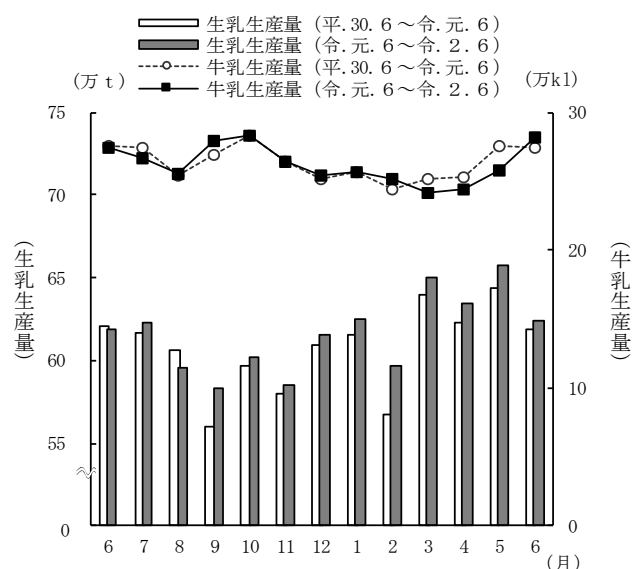 生乳生産量（平.30.６～令.元.６）
生乳生産量（令.元.６～令.２.６）
牛乳生産量（平.30.６～令.元.６）
牛乳生産量（令.元.６～令.２.６）
（万ｔ）
（万kl）
75
70
65
60
55
0
（生乳生産量）
30
20
10
0
（牛乳生産量）
6 7 8 9 10 11 12 1 2 3 4 5 6
（月）